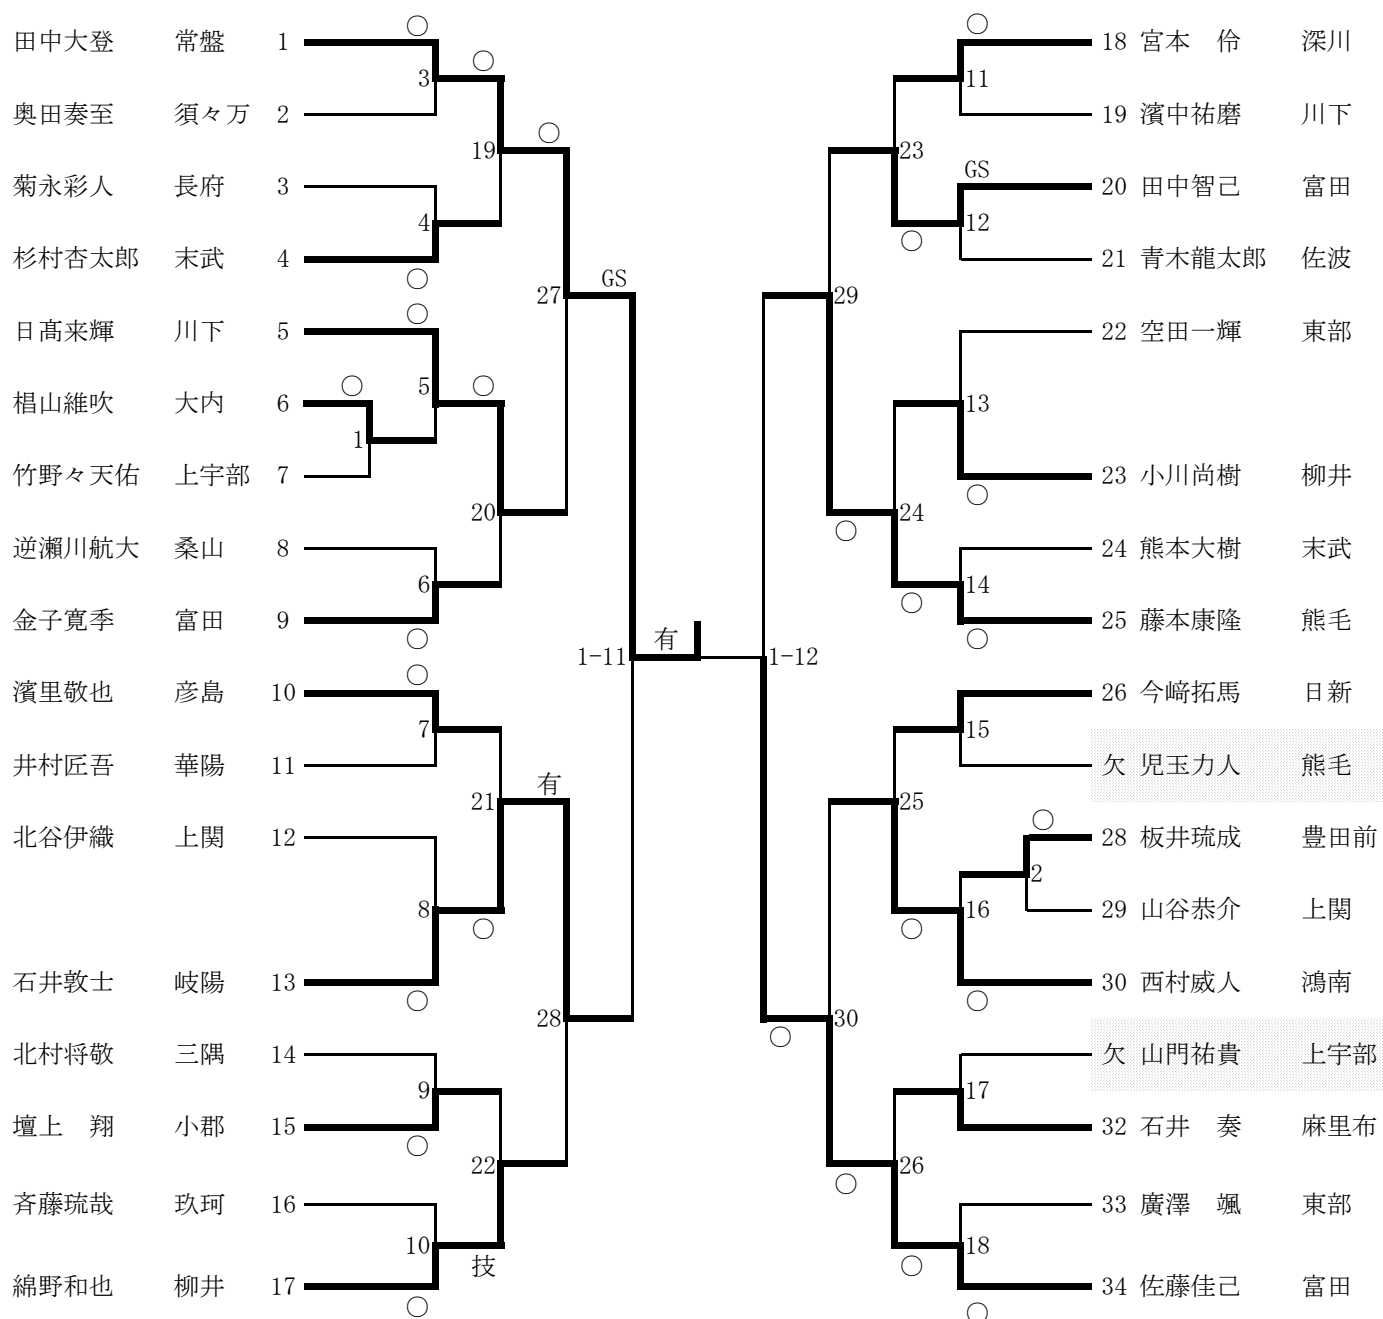 田中大登 常盤 1
奥田奏至 須々万 2
菊永彩人 長府 3
杉村杏太郎 末武 4
日髙来輝 川下 5
椙山維吹 大内 6
竹野々天佑 上宇部 7
逆瀬川航大 桑山 8
金子寛季 富田 9
濱里敬也 彦島 10
井村匠吾 華陽 11
北谷伊織 上関 12
石井敦士 岐陽 13
北村将敬 三隅 14
壇上 翔 小郡 15
斉藤琉哉 玖珂 16
綿野和也 柳井 17
○
3
○
19
○
4
○
○
5
○
○
1
20
6
○
27
GS
○
7
有
21
8
○
○
28
9
○
22
10
技
○
1-11
有
1-12
18 宮本 伶 深川
19 濱中祐磨 川下
20 田中智己 富田
21 青木龍太郎 佐波
22 空田一輝 東部
23 小川尚樹 柳井
24 熊本大樹 末武
25 藤本康隆 熊毛
26 今﨑拓馬 日新
欠 児玉力人 熊毛
28 板井琉成 豊田前
29 山谷恭介 上関
30 西村威人 鴻南
欠 山門祐貴 上宇部
32 石井 奏 麻里布
33 廣澤 颯 東部
34 佐藤佳己 富田
○
11
23
GS
12
○
29
13
○
24
○
14
○
○
15
25
○
2
16
○
○
30
○
17
26
○
18
○
○